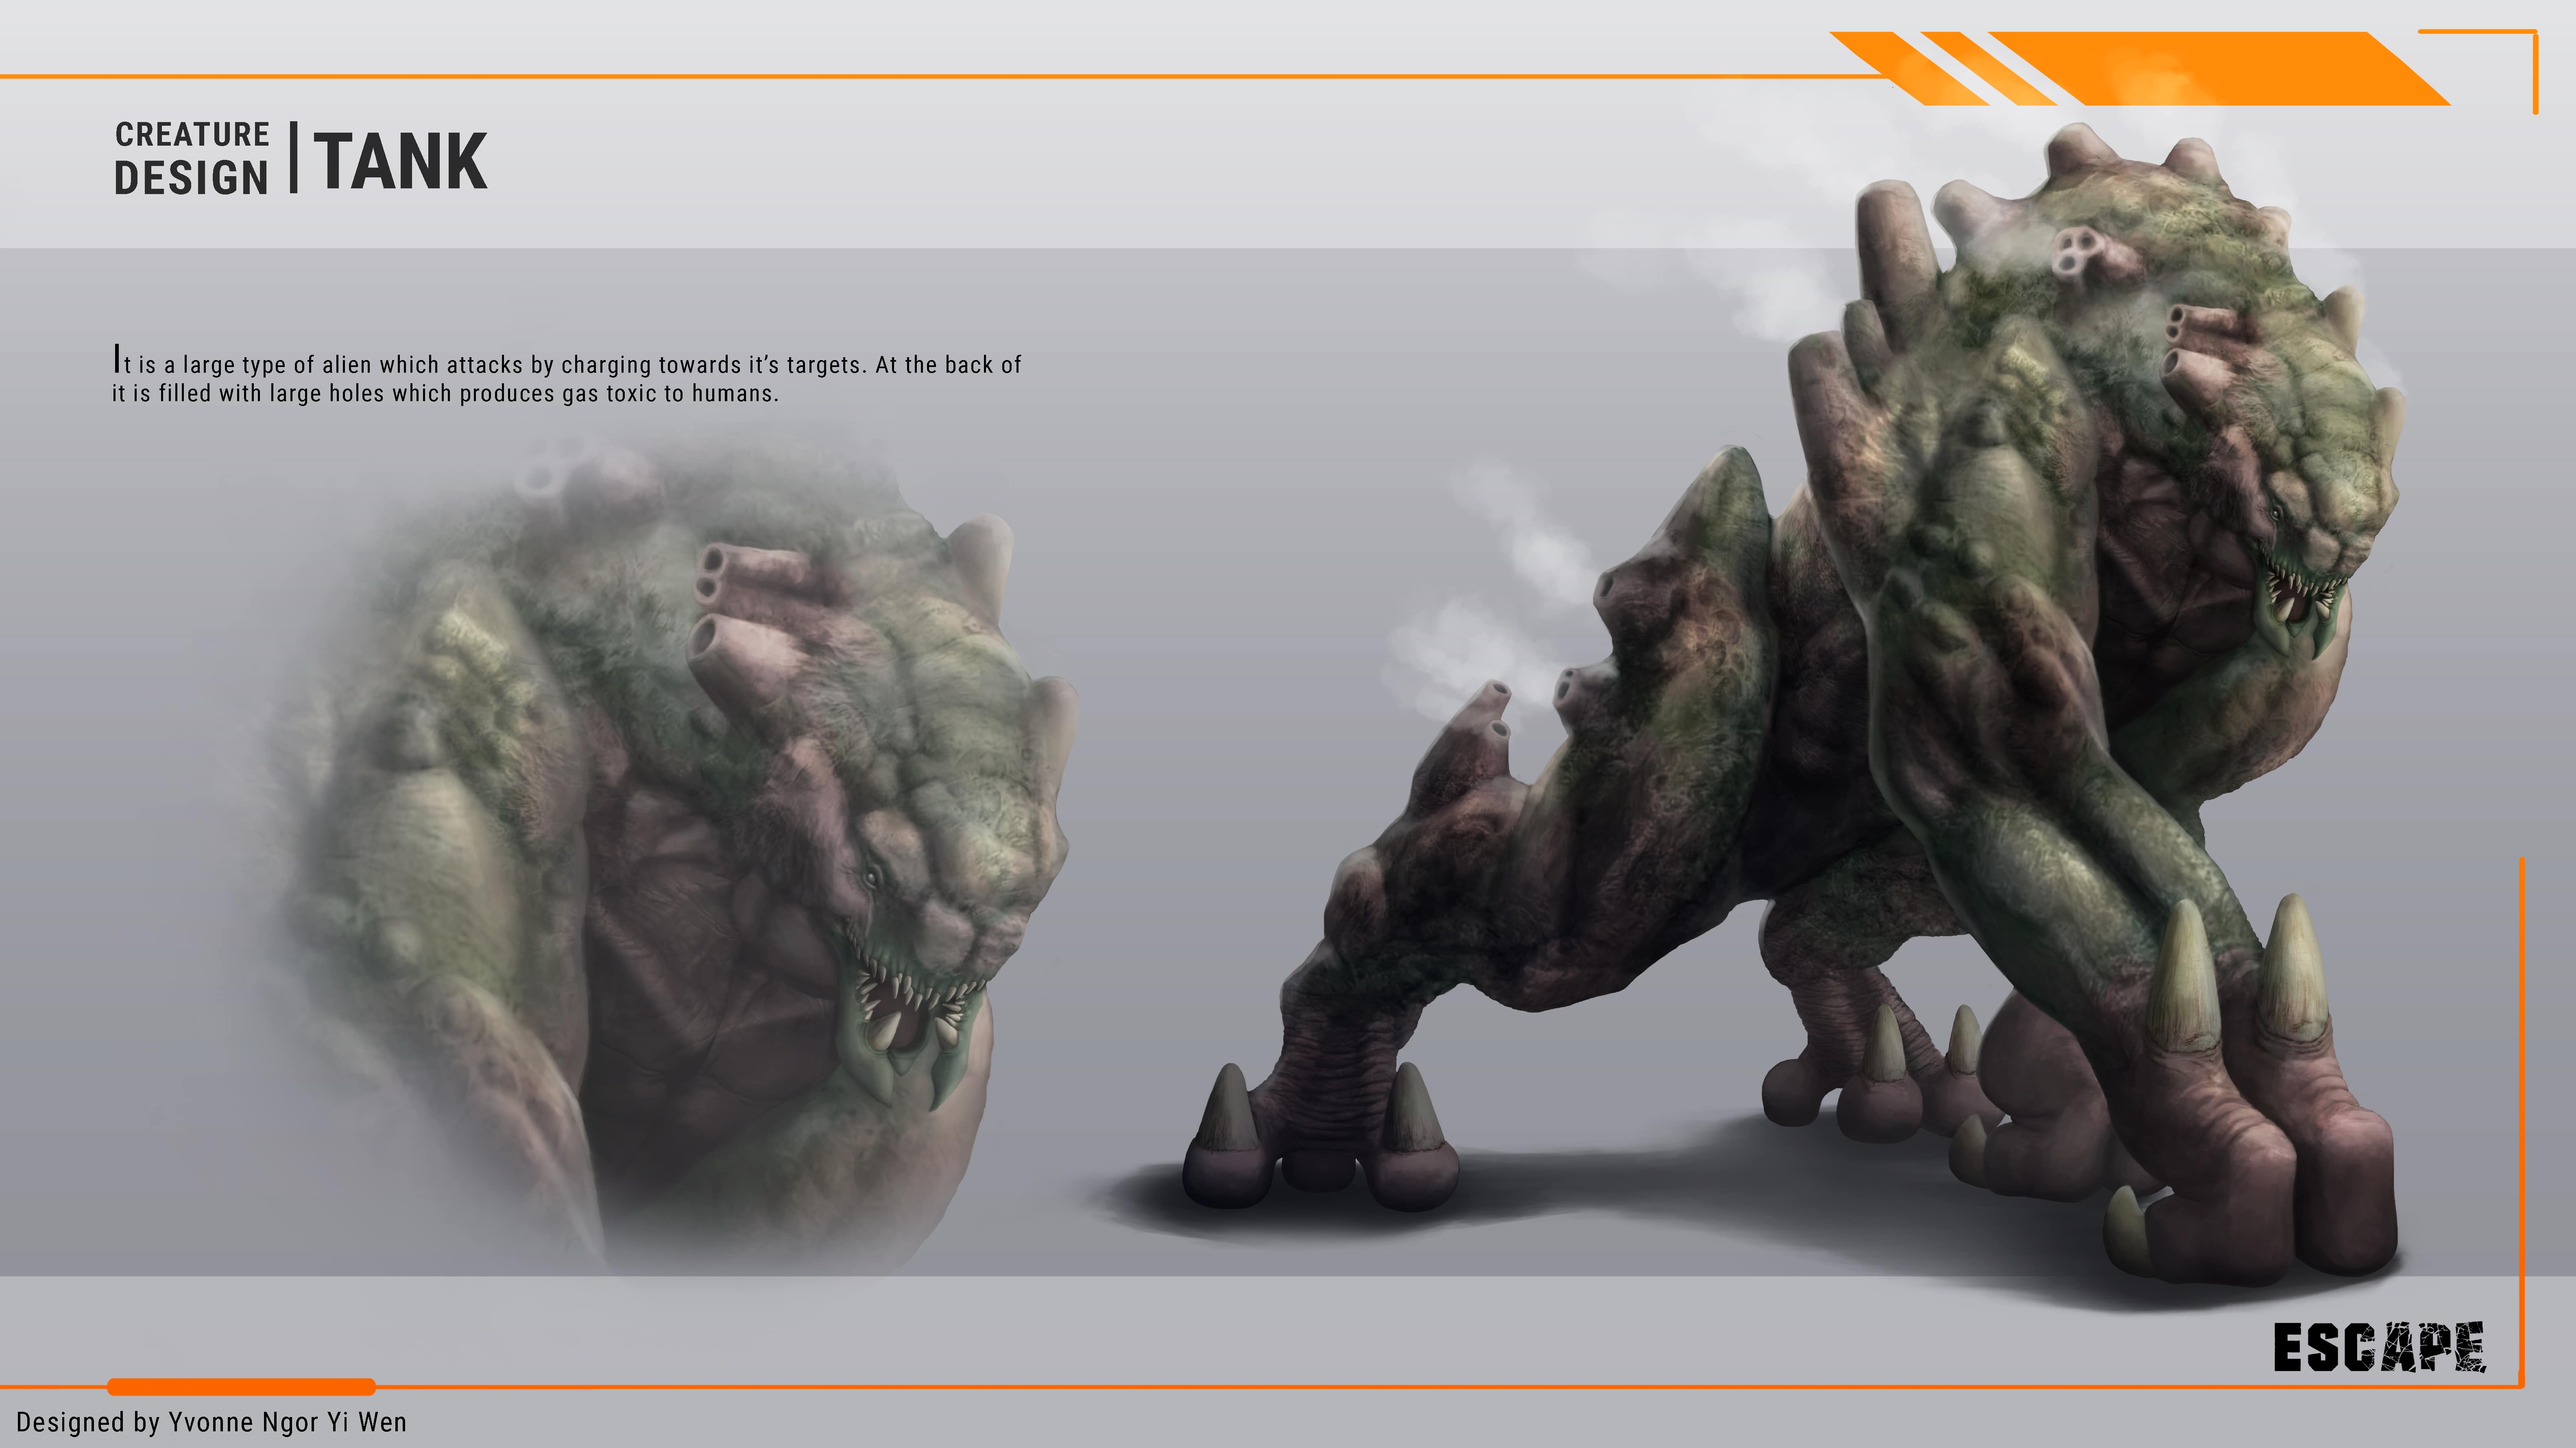 CREATURE
DESIGN
TANK
It is a large type of alien which attacks by charging towards it’s targets. At the back of
it is filled with large holes which produces gas toxic to humans.
ESCAPE
Designed by Yvonne Ngor Yi Wen